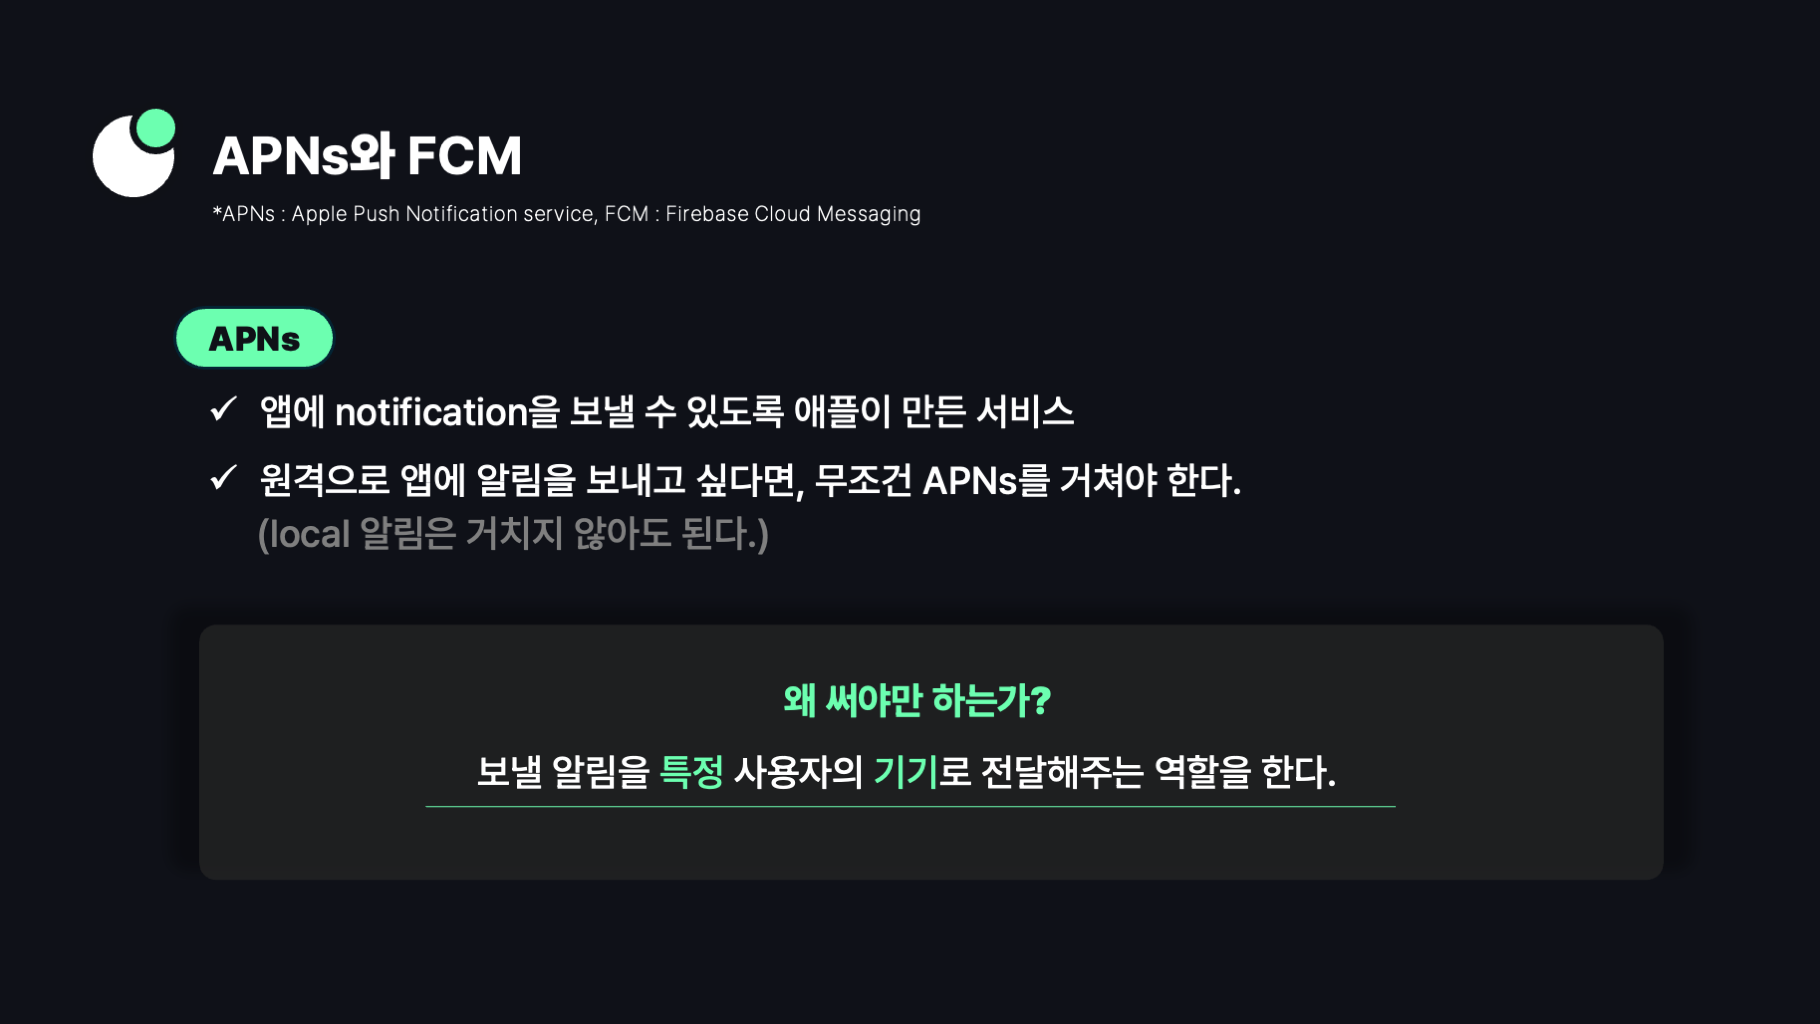 APNs와 FCM
*APNs : Apple Push Notification service, FCM : Firebase Cloud Messaging
APNs
✓ 앱에 notification을 보낼 수 있도록 애플이 만든 서비스
✓ 원격으로 앱에 알림을 보내고 싶다면, 무조건 APNs를 거쳐야 한다.
(local 알림은 거치지 않아도 된다.)
왜 써야만 하는가?
보낼 알림을 특정 사용자의 기기로 전달해주는 역할을 한다.